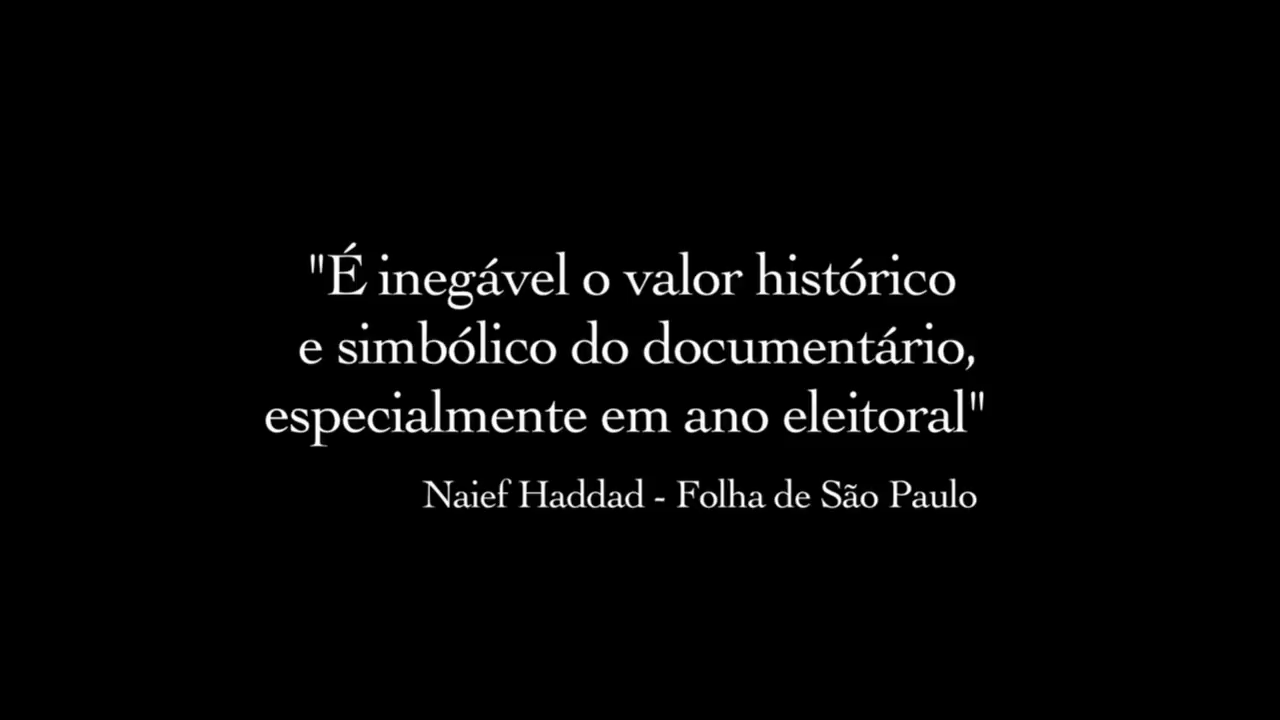 "É inegável o valor histórico
e simbólico do documentário,
especialmente em ano eleitoral"
Naief Haddad - Folha de São Paulo